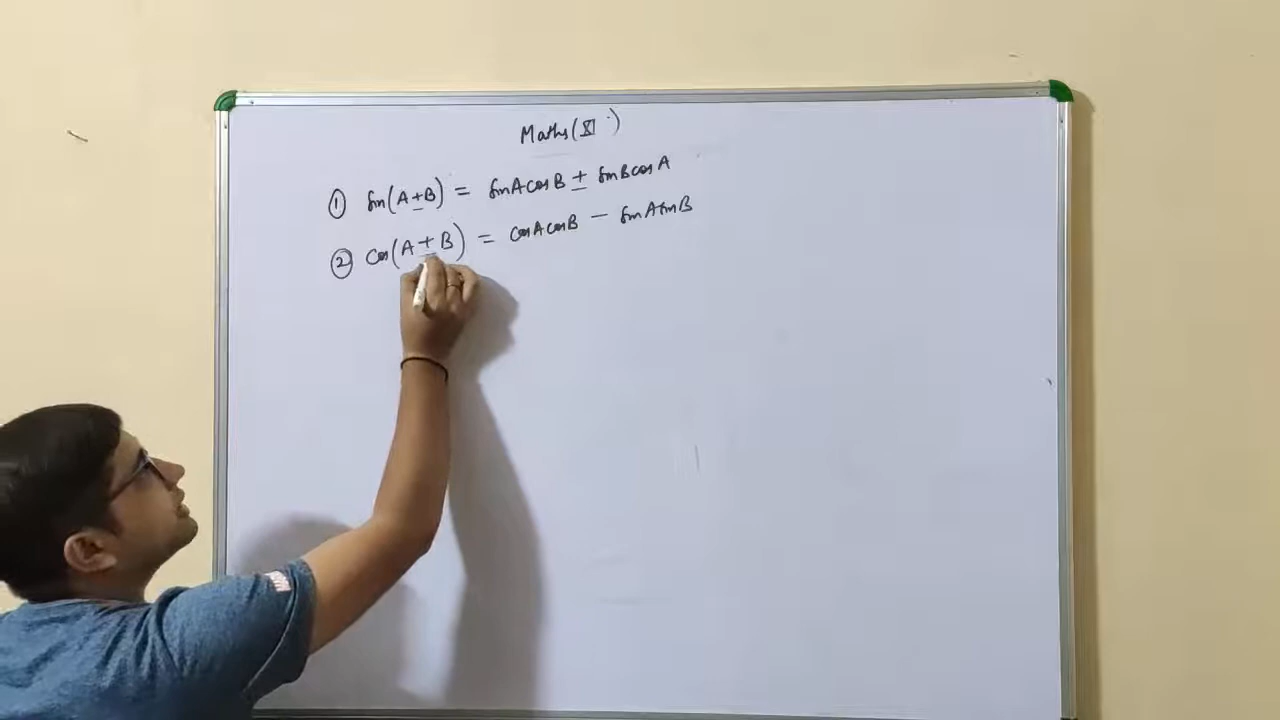 Maths (XI)
① sin(A ± B) = sinA cosB ± sinB cosA
② cos(A ± B) = cosA cosB − sinA sinB